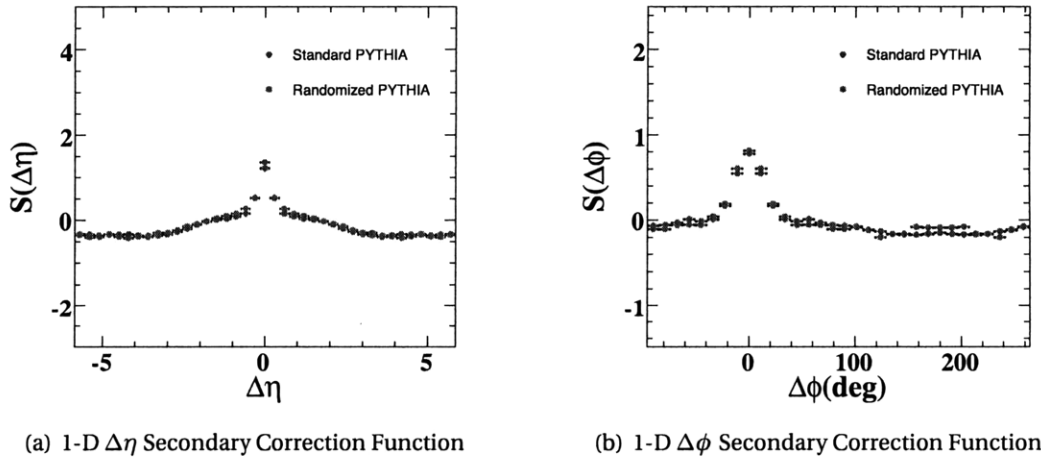 4
2
0
-2
S(Δη)
Standard PYTHIA
Randomized PYTHIA
-5
0
5
Δη
(a) 1-D Δη Secondary Correction Function
2
1
0
-1
S(Δϕ)
Standard PYTHIA
Randomized PYTHIA
0
100
200
Δϕ(deg)
(b) 1-D Δϕ Secondary Correction Function